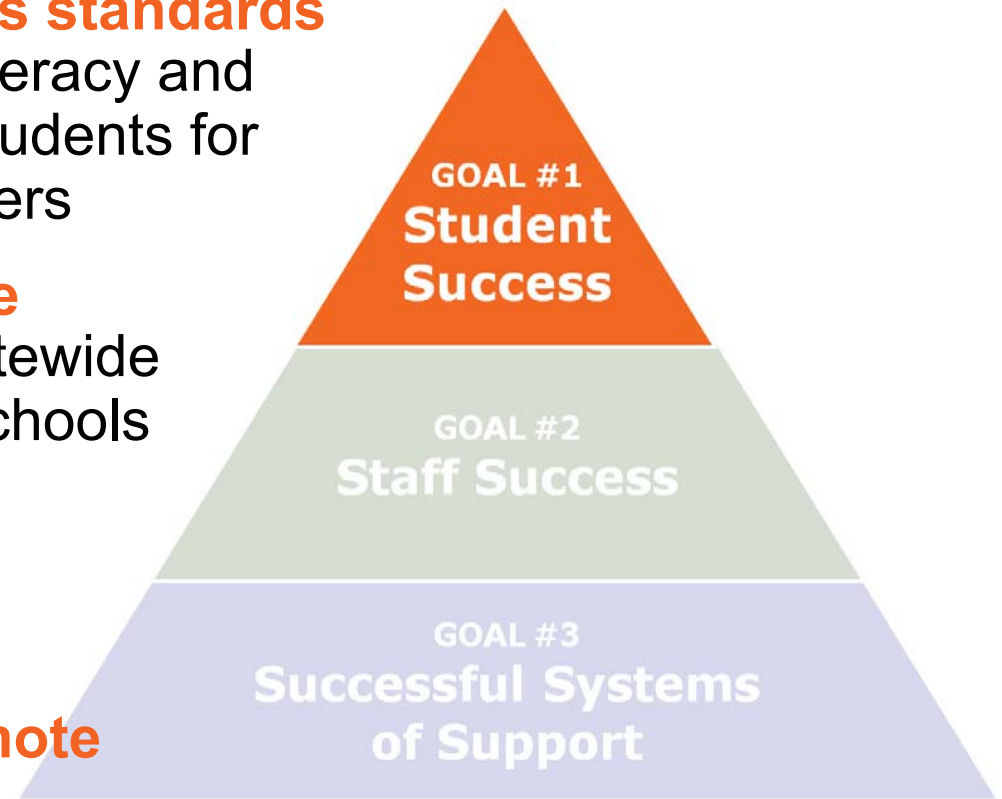 s standards
eracy and
udents for
ers
e
tewide
chools
note
GOAL #1
Student
Success
GOAL #2
Staff Success
GOAL #3
Successful Systems
of Support